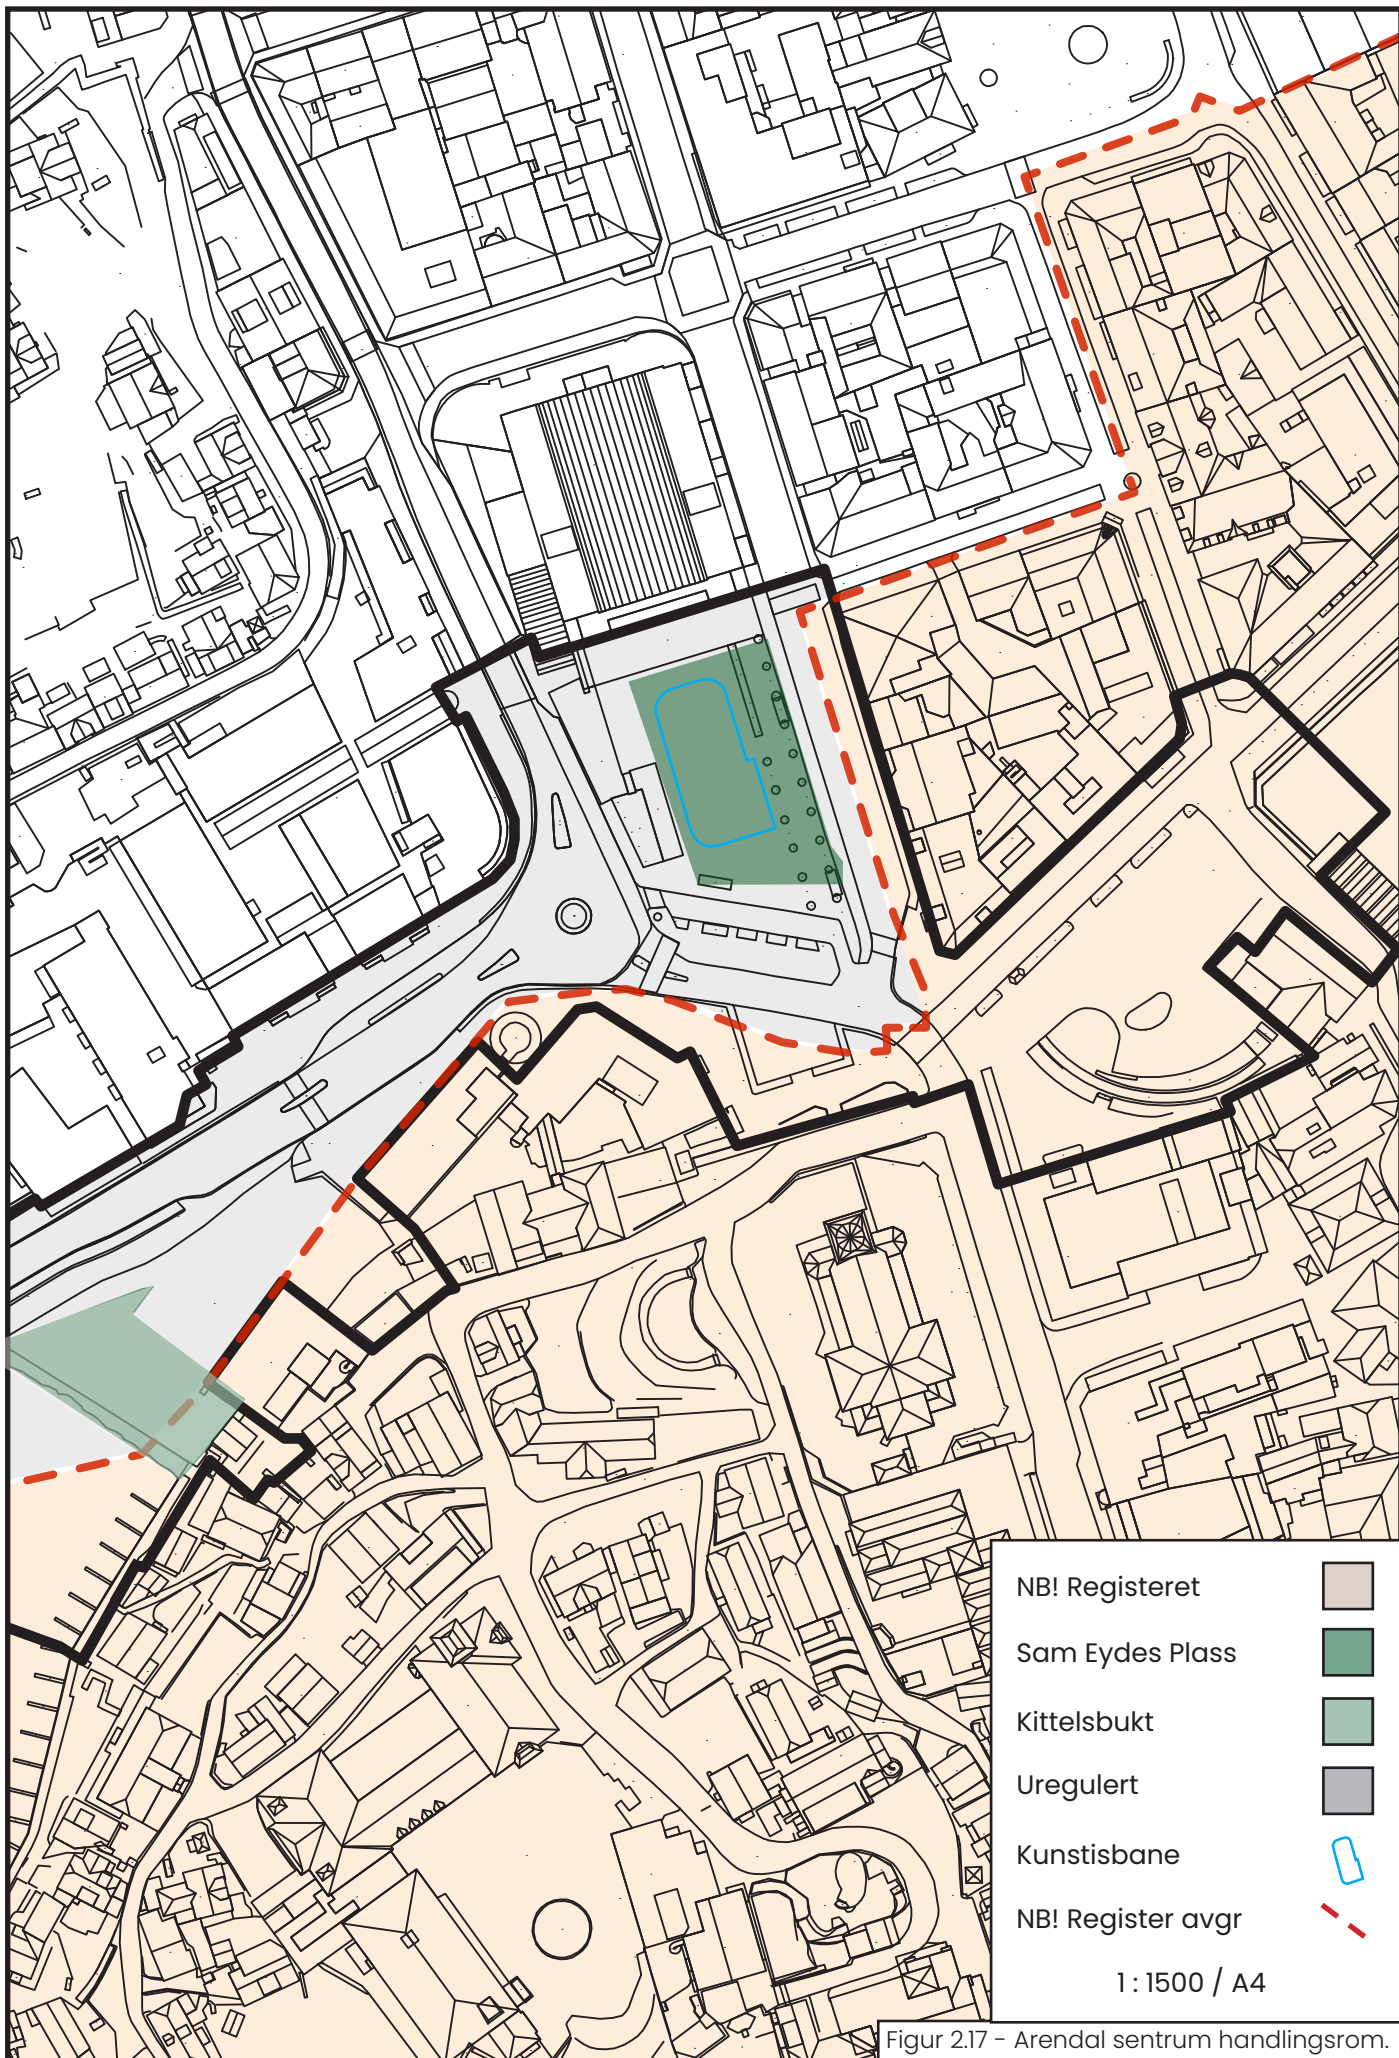 NB! Registeret
Sam Eydes Plass
Kittelsbukt
Uregulert
Kunstisbane
NB! Register avgr
1 : 1500 / A4
Figur 2.17 - Arendal sentrum handlingsrom.